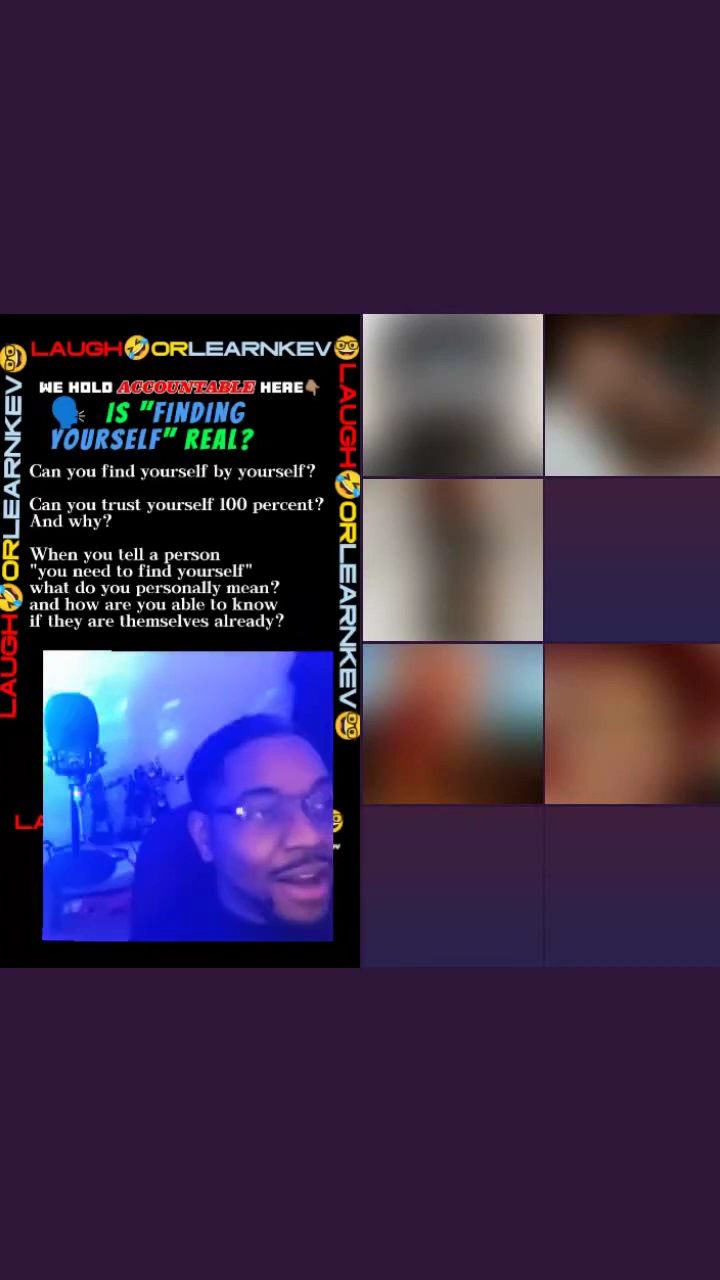 LAUGH🤣ORLEARNKEV🤓
WE HOLD ACCOUNTABLE HERE👇🏽
🗣 IS "FINDING
YOURSELF" REAL?
Can you find yourself by yourself?
Can you trust yourself 100 percent?
And why?
When you tell a person
"you need to find yourself"
what do you personally mean?
and how are you able to know
if they are themselves already?
LAUGH🤣ORLEARNKEV🤓
LAUGH🤣ORLEARNKEV🤓
LA